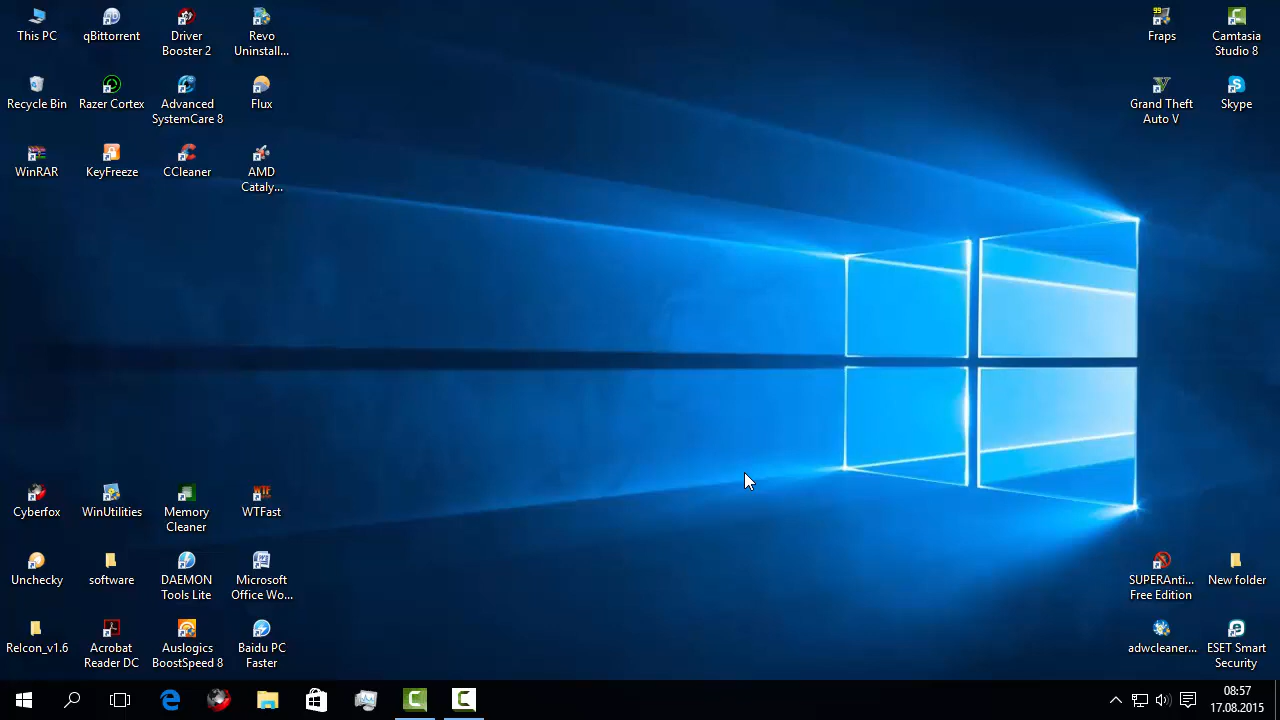 This PC
qBittorrent
Driver
Booster 2
Revo
Uninstall...
Fraps
Camtasia
Studio 8
Recycle Bin
Razer Cortex
Advanced
SystemCare 8
Flux
Grand Theft
Auto V
Skype
WinRAR
KeyFreeze
CCleaner
AMD
Cataly...
Cyberfox
WinUtilities
Memory
Cleaner
WTFast
Unchecky
software
DAEMON
Tools Lite
Microsoft
Office Wo...
SUPERAnti...
Free Edition
New folder
Relcon_v1.6
Acrobat
Reader DC
Auslogics
BoostSpeed 8
Baidu PC
Faster
adwcleaner...
ESET Smart
Security
08:57
17.08.2015